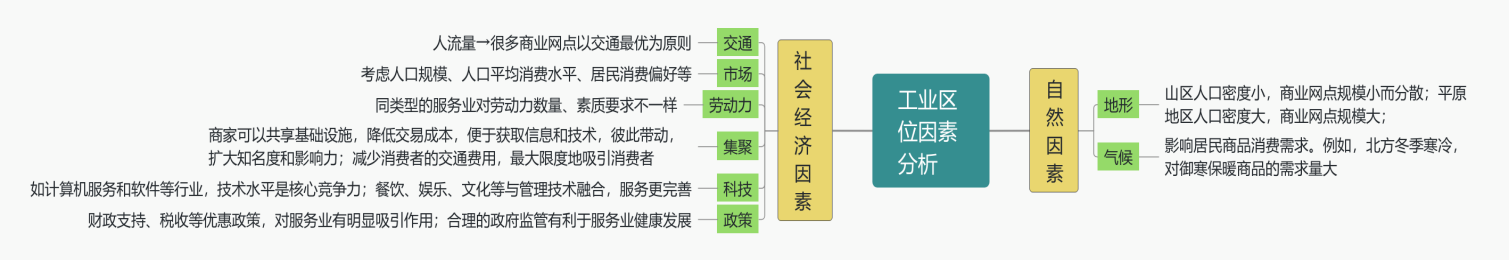 工业区
位因素
分析
社会经济因素
交通
人流量→很多商业网点以交通最优为原则
市场
考虑人口规模、人口平均消费水平、居民消费偏好等
劳动力
同类型的服务业对劳动力数量、素质要求不一样
集聚
商家可以共享基础设施，降低交易成本，便于获取信息和技术，彼此带动，
扩大知名度和影响力；减少消费者的交通费用，最大限度地吸引消费者
科技
如计算机服务和软件等行业，技术水平是核心竞争力；餐饮、娱乐、文化等与管理技术融合，服务更完善
政策
财政支持、税收等优惠政策，对服务业有明显吸引作用；合理的政府监管有利于服务业健康发展
自然因素
地形
山区人口密度小，商业网点规模小而分散；平原
地区人口密度大，商业网点规模大；
气候
影响居民商品消费需求。例如，北方冬季寒冷，
对御寒保暖商品的需求量大